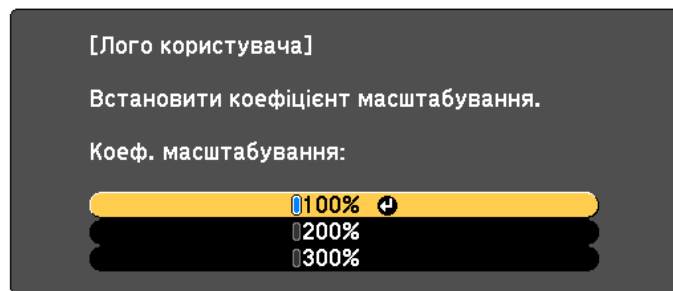 [Лого користувача]
Встановити коефіцієнт масштабування.
Коеф. масштабування:
100%
200%
300%